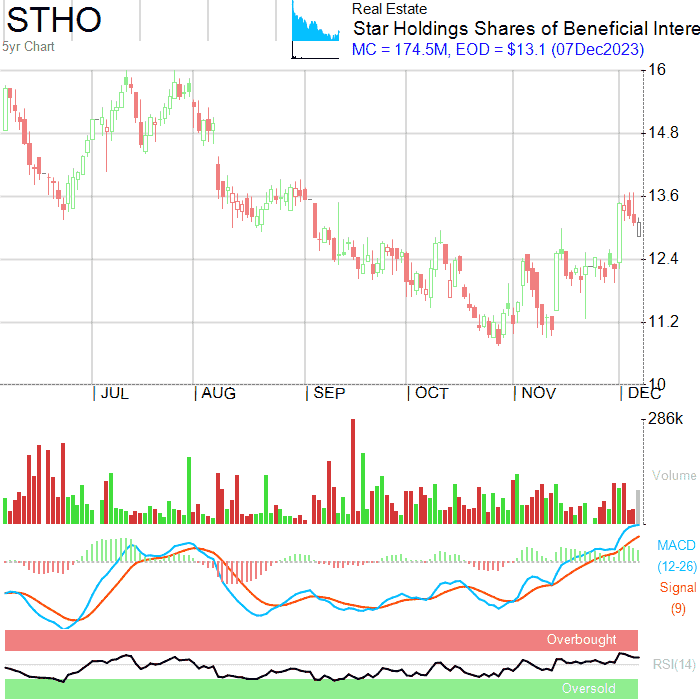 STHO
5yr Chart
Real Estate
Star Holdings Shares of Beneficial Intere
MC = 174.5M, EOD = $13.1 (07Dec2023)
16
14.8
13.6
12.4
11.2
10
JUL AUG SEP OCT NOV DEC
286k
Volume
MACD
(12-26)
Signal
(9)
Overbought
RSI(14)
Oversold